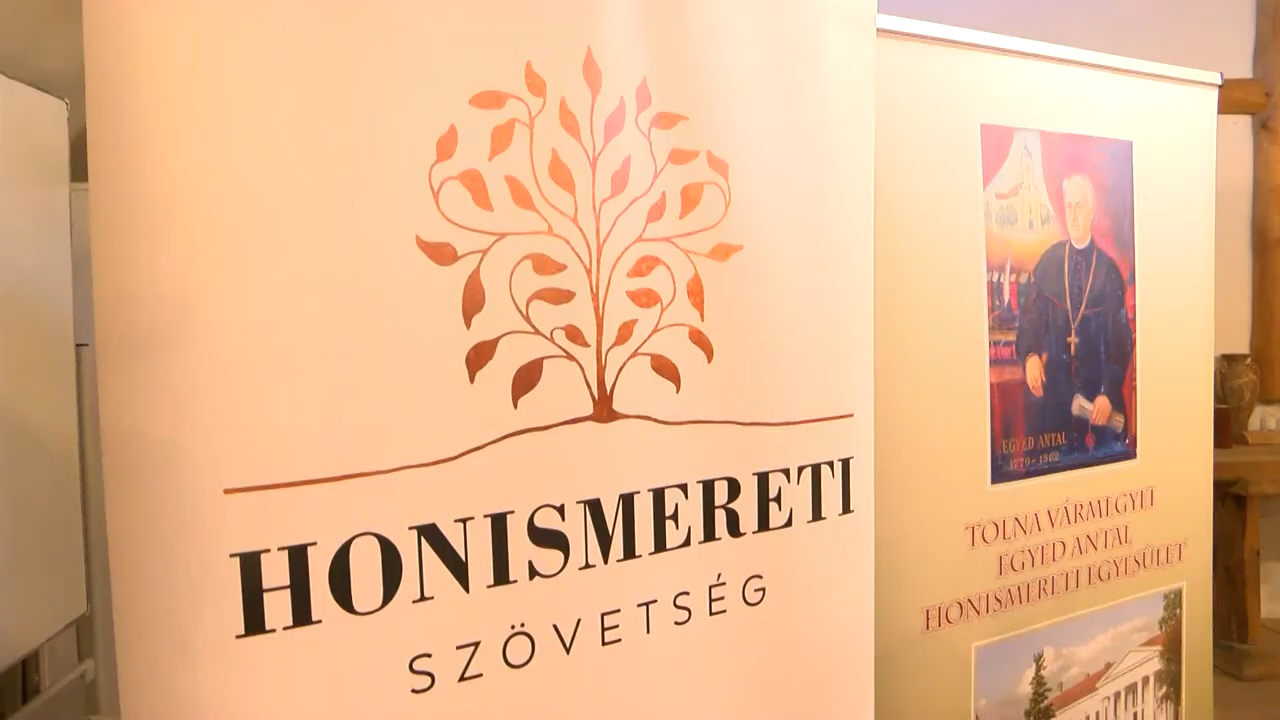 HONISMERETI
SZÖVETSÉG
EGYED ANTAL
1779-1862
TOLNA VÁRMEGYEI
EGYED ANTAL
HONISMERETI EGYESÜLET